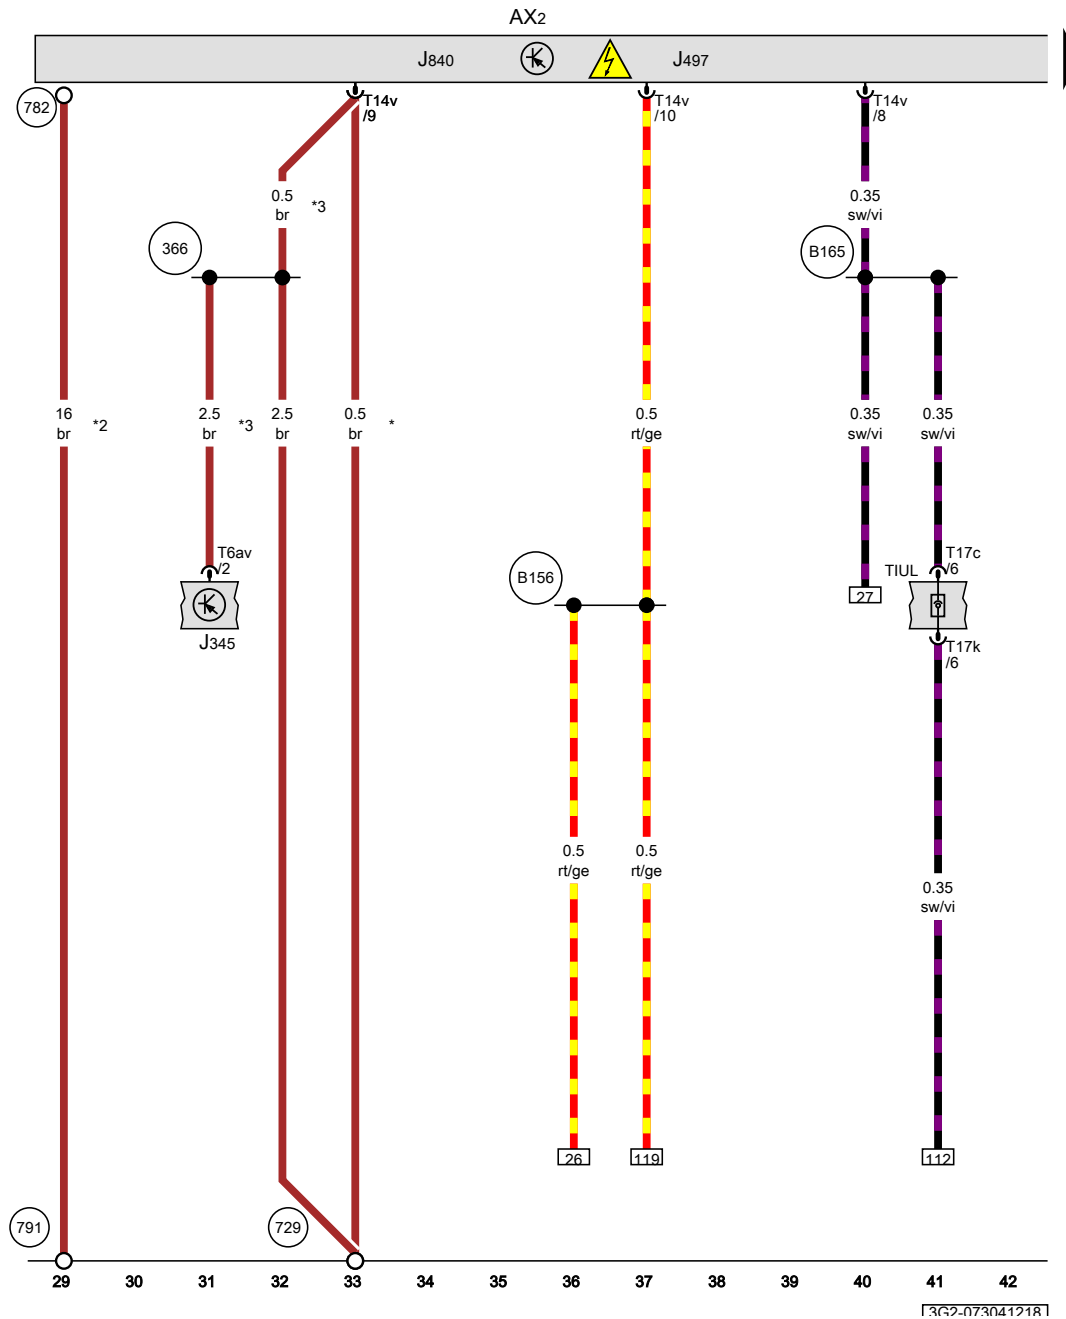 AX2
J840
J497
782
T14v
/9
T14v
/10
T14v
/8
0.5
br
*3
0.35
sw/vi
366
B165
16
br
*2
2.5
br
*3
2.5
br
0.5
br
*
0.5
rt/ge
0.35
sw/vi
0.35
sw/vi
T6av
/2
J345
B156
27
TIUL
T17c
/6
T17k
/6
0.5
rt/ge
0.5
rt/ge
0.35
sw/vi
26
119
112
791
729
29 30 31 32 33 34 35 36 37 38 39 40 41 42
3G2-073041218